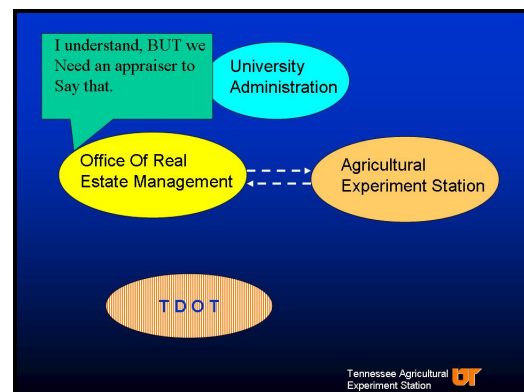 I understand, BUT we
Need an appraiser to
Say that.
University
Administration
Office Of Real
Estate Management
Agricultural
Experiment Station
T D O T
Tennessee Agricultural
Experiment Station
UT